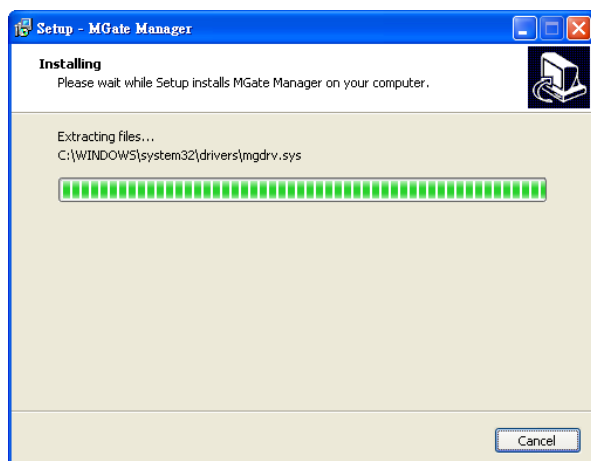 Setup - MGate Manager
Installing
Please wait while Setup installs MGate Manager on your computer.
Extracting files...
C:\WINDOWS\system32\drivers\mgdrv.sys
Cancel